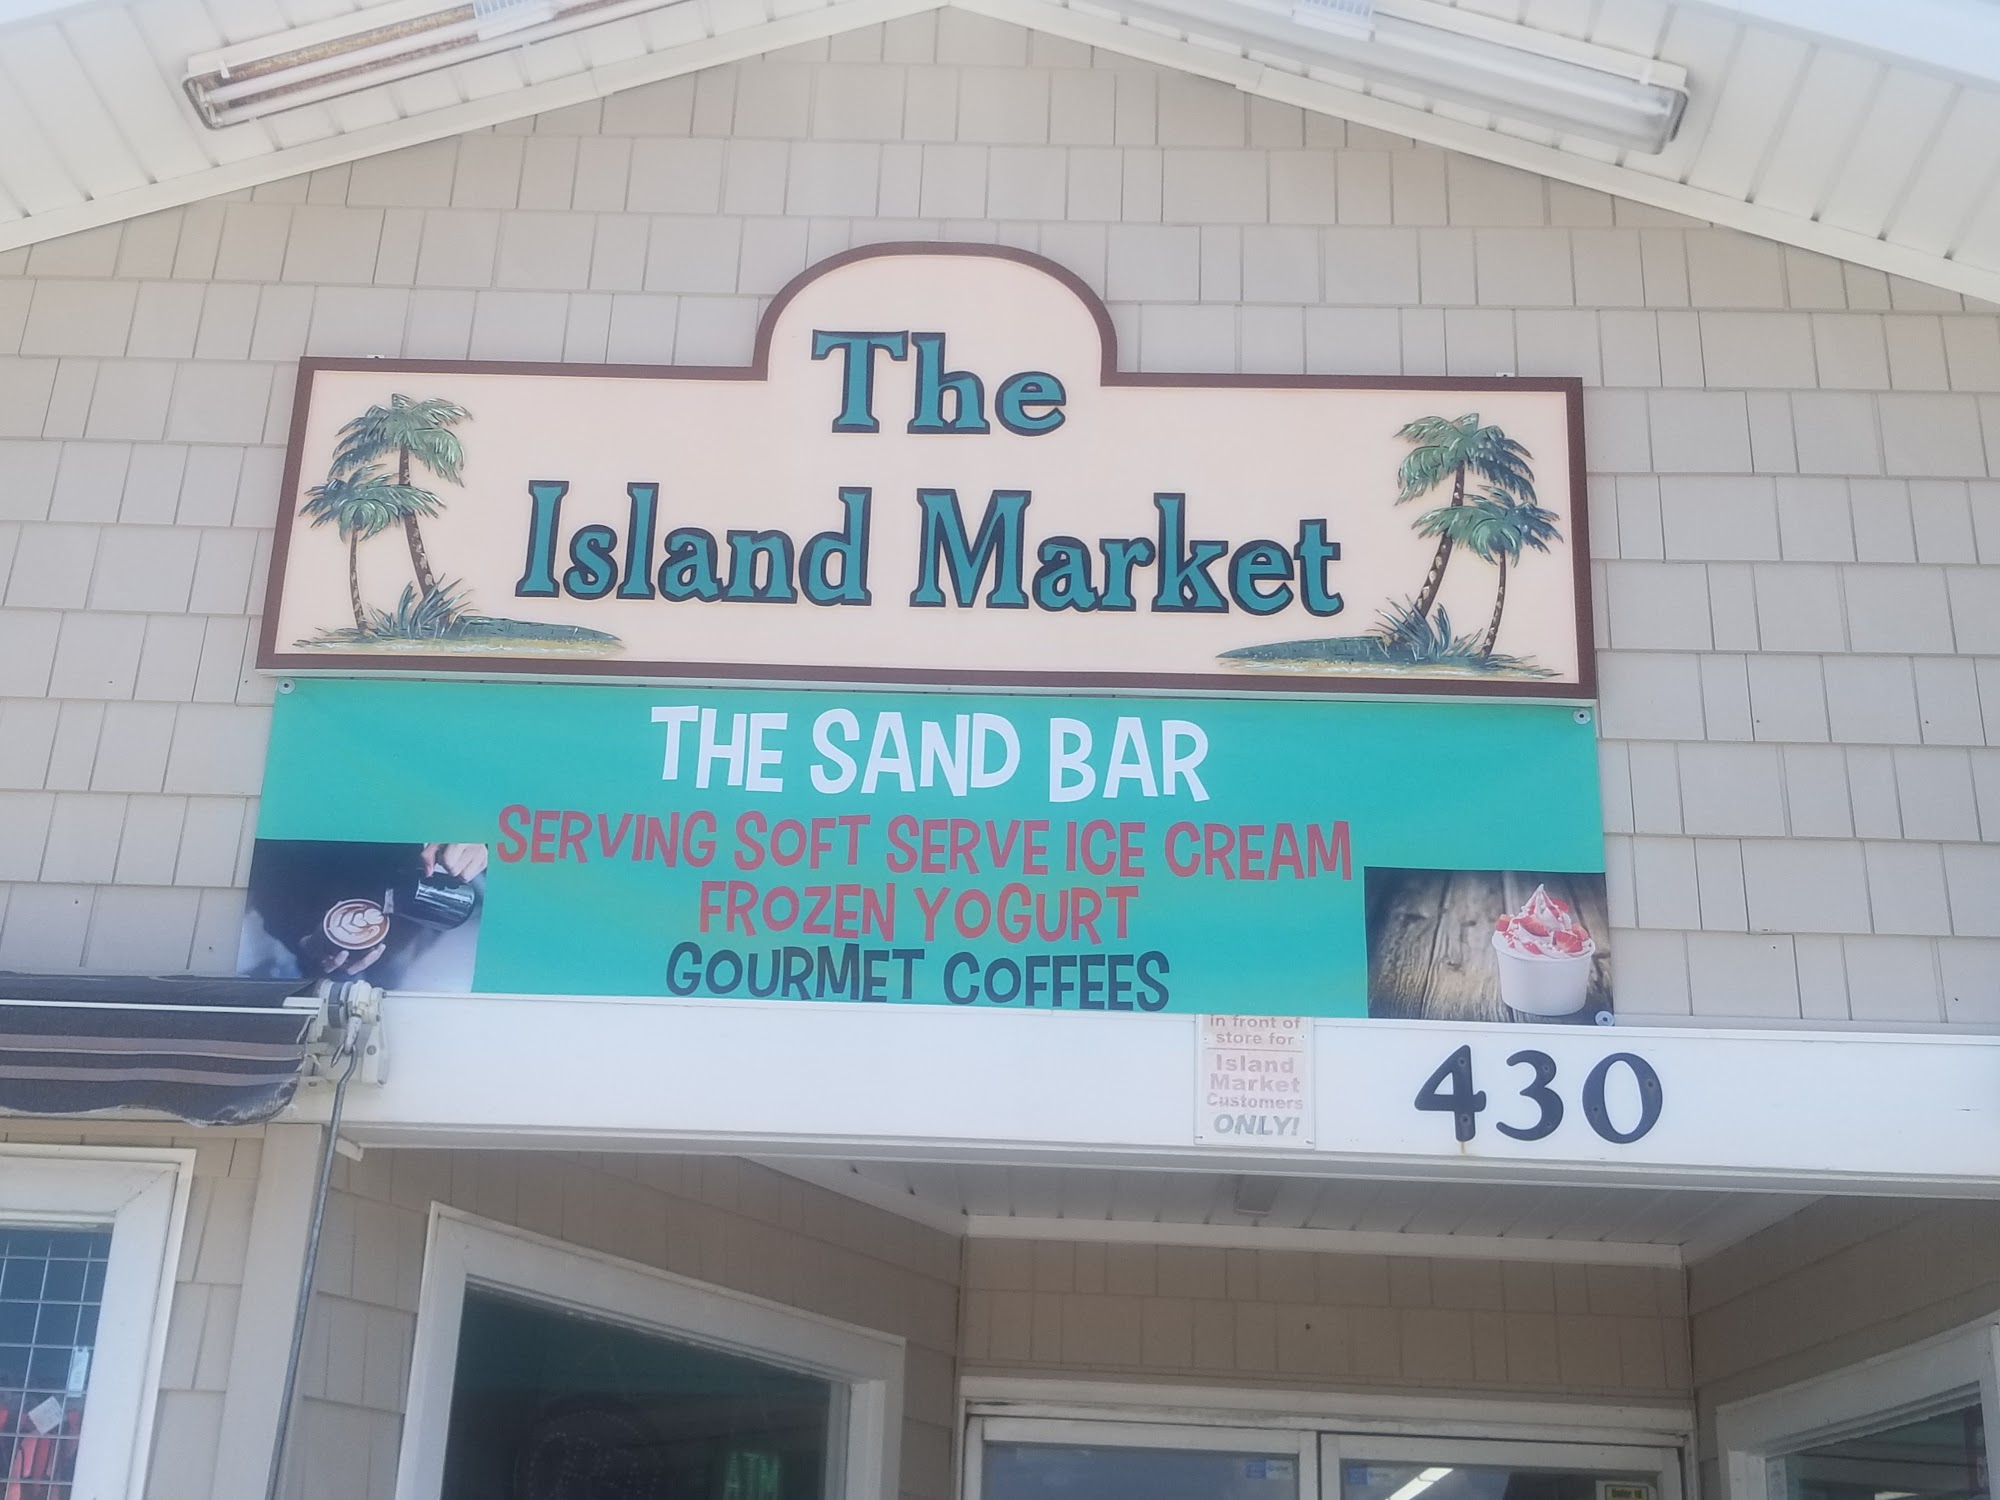 The
Island Market
THE SAND BAR
SERVING SOFT SERVE ICE CREAM
FROZEN YOGURT
GOURMET COFFEES
in front of
store for
Island
Market
Customers
ONLY!
430